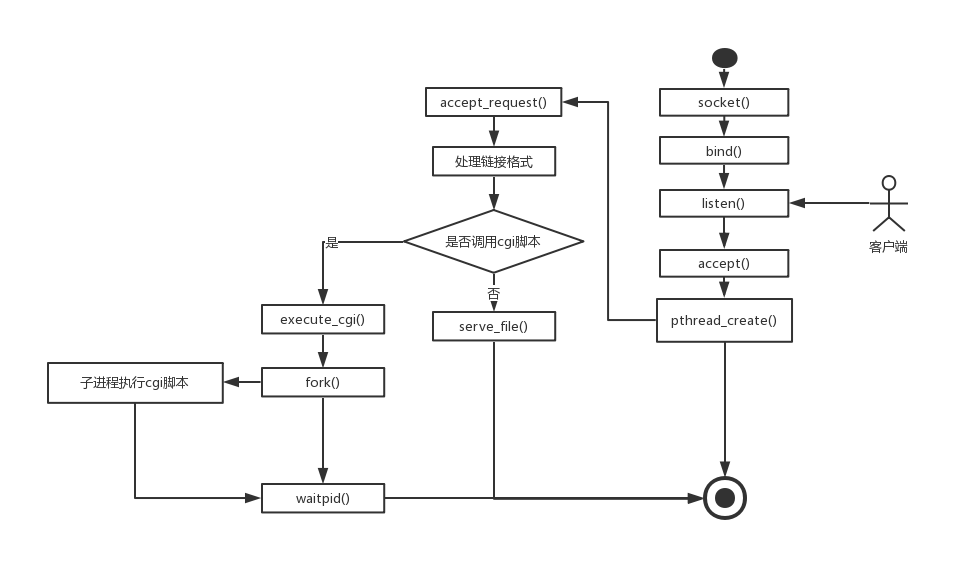 socket()
bind()
listen()
客户端
accept()
pthread_create()
accept_request()
处理链接格式
是否调用cgi脚本
是
否
execute_cgi()
serve_file()
fork()
子进程执行cgi脚本
waitpid()